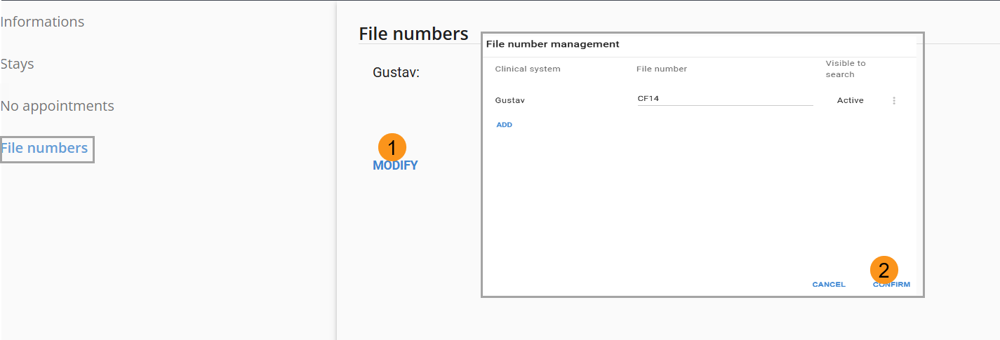 Informations
Stays
No appointments
File numbers
File numbers
Gustav:
1
MODIFY
File number management
Clinical system
File number
Visible to
search
Gustav
CF14
Active
ADD
2
CANCEL
CONFIRM